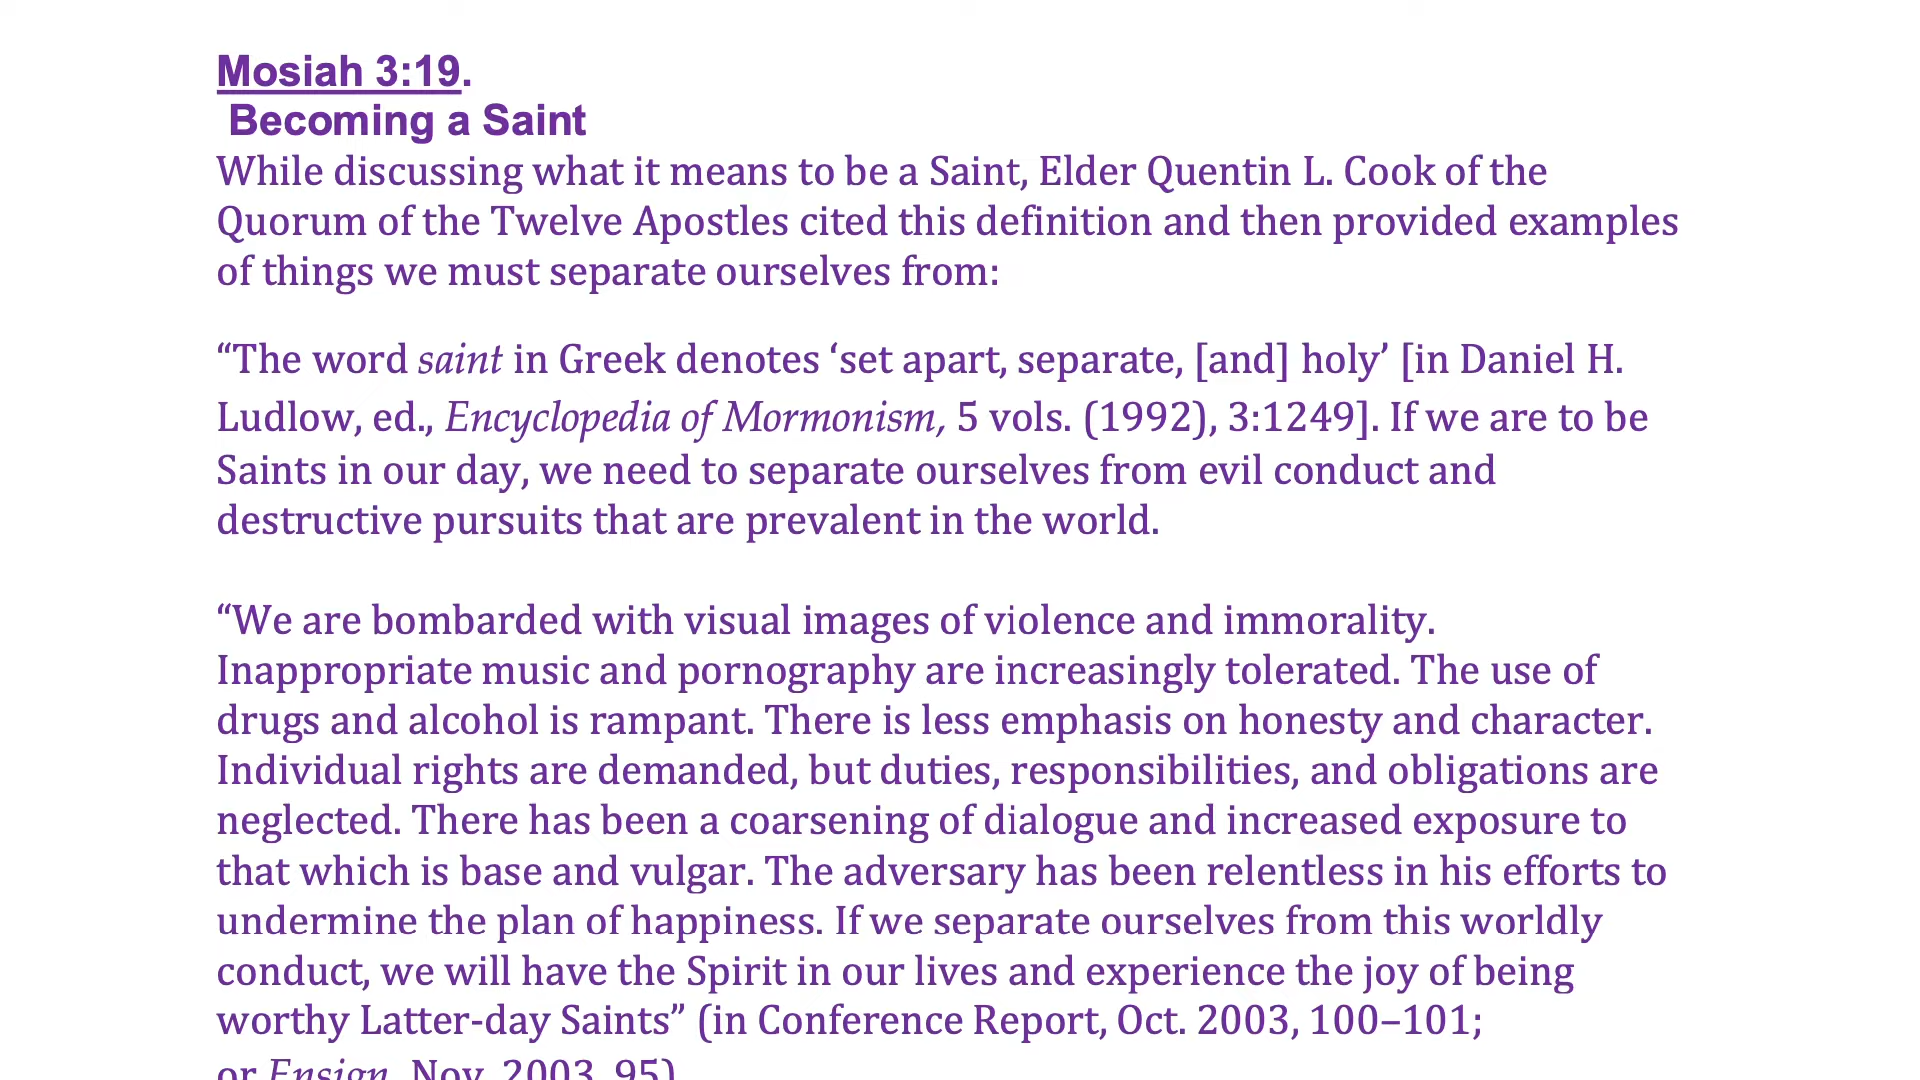 Mosiah 3:19.
Becoming a Saint
While discussing what it means to be a Saint, Elder Quentin L. Cook of the
Quorum of the Twelve Apostles cited this definition and then provided examples
of things we must separate ourselves from:
“The word saint in Greek denotes ‘set apart, separate, [and] holy’ [in Daniel H.
Ludlow, ed., Encyclopedia of Mormonism, 5 vols. (1992), 3:1249]. If we are to be
Saints in our day, we need to separate ourselves from evil conduct and
destructive pursuits that are prevalent in the world.
“We are bombarded with visual images of violence and immorality.
Inappropriate music and pornography are increasingly tolerated. The use of
drugs and alcohol is rampant. There is less emphasis on honesty and character.
Individual rights are demanded, but duties, responsibilities, and obligations are
neglected. There has been a coarsening of dialogue and increased exposure to
that which is base and vulgar. The adversary has been relentless in his efforts to
undermine the plan of happiness. If we separate ourselves from this worldly
conduct, we will have the Spirit in our lives and experience the joy of being
worthy Latter-day Saints” (in Conference Report, Oct. 2003, 100–101;
or Ensign, Nov. 2003, 95)